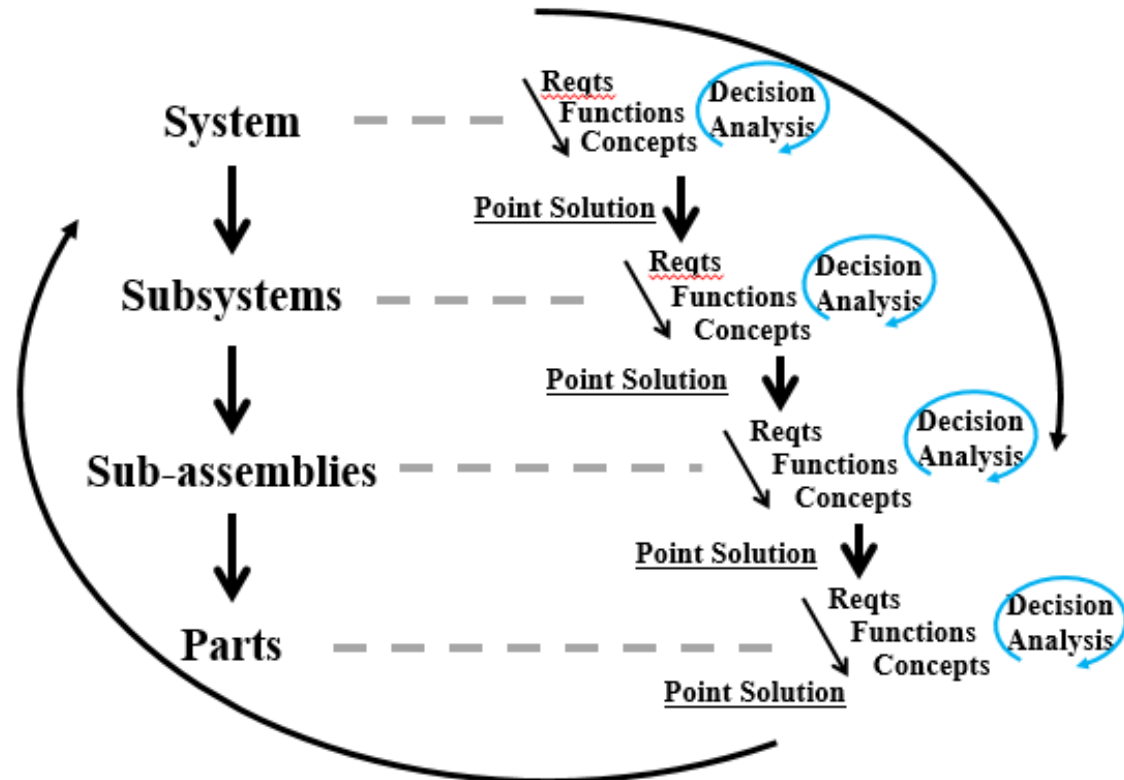 System
Reqts
Functions
Concepts
Decision
Analysis
Point Solution
Subsystems
Reqts
Functions
Concepts
Decision
Analysis
Point Solution
Sub-assemblies
Reqts
Functions
Concepts
Decision
Analysis
Point Solution
Parts
Reqts
Functions
Concepts
Decision
Analysis
Point Solution